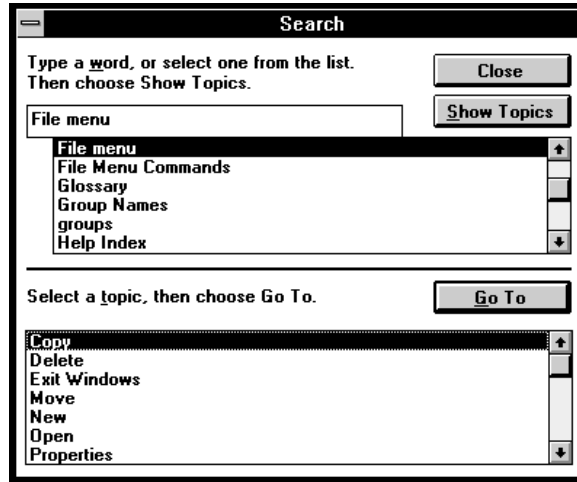 Search
Type a word, or select one from the list.
Then choose Show Topics.
Close
Show Topics
File menu
File menu
File Menu Commands
Glossary
Group Names
groups
Help Index
Select a topic, then choose Go To.
Go To
Copy
Delete
Exit Windows
Move
New
Open
Properties